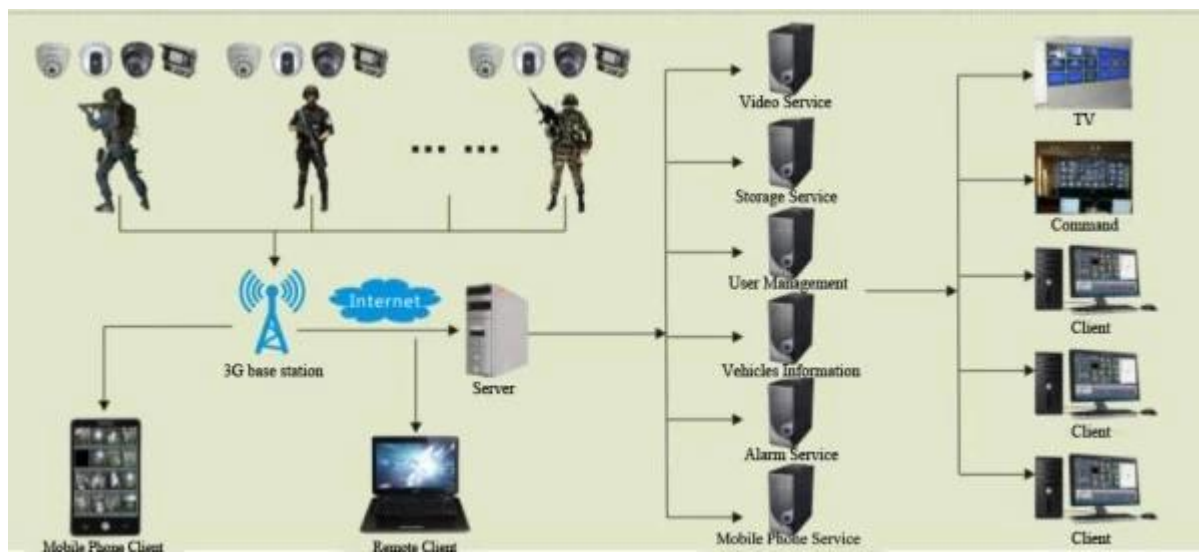 Video Service
TV
Storage Service
Command
Internet
User Management
Client
3G base station
Server
Vehicles Information
Client
Alarm Service
Mobile Phone Client
Remote Client
Mobile Phone Service
Client